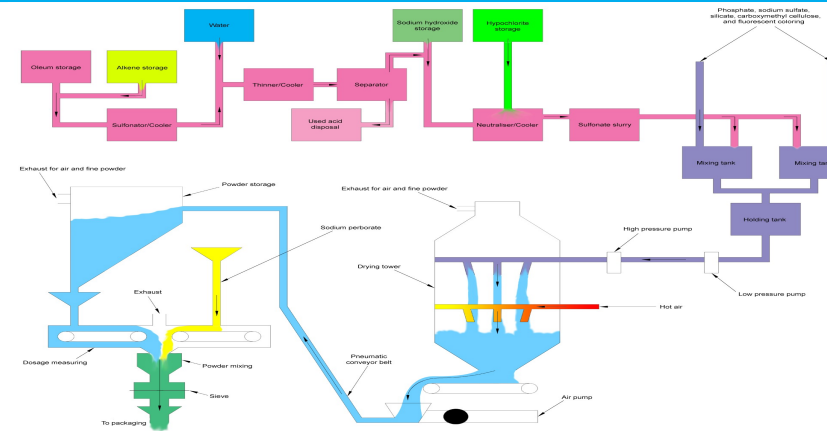 Phosphate, sodium sulfate,
silicate, carboxymethyl cellulose,
and fluorescent coloring
Water
Sodium hydroxide
storage
Hypochlorite
storage
Oleum storage
Alkene storage
Thinner/Cooler
Separator
Sulfonator/Cooler
Used acid
disposal
Neutraliser/Cooler
Sulfonate slurry
Mixing tank
Mixing tan
Holding tank
Exhaust for air and fine powder
Powder storage
Sodium perborate
Exhaust
Dosage measuring
Powder mixing
Sieve
To packaging
Pneumatic
conveyor belt
Exhaust for air and fine powder
Drying tower
High pressure pump
Low pressure pump
Hot air
Air pump